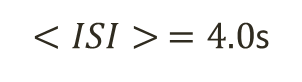 < ISI > = 4.0s